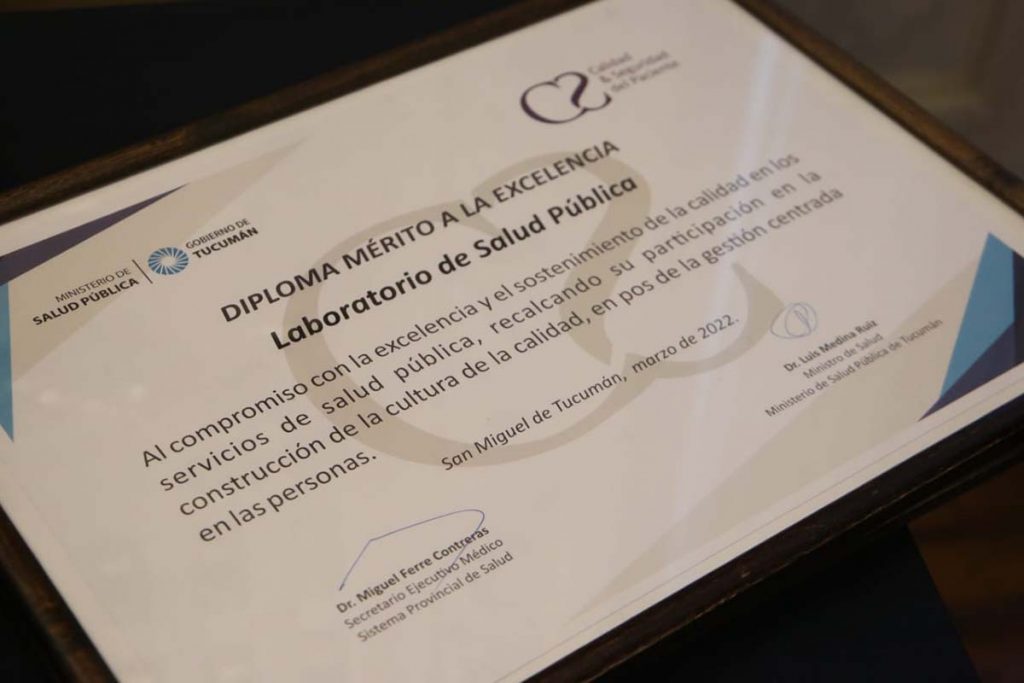 Calidad
& Seguridad
del Paciente
MINISTERIO DE
SALUD PÚBLICA
GOBIERNO DE
TUCUMÁN
DIPLOMA MÉRITO A LA EXCELENCIA
Laboratorio de Salud Pública
Al compromiso con la excelencia y el sostenimiento de la calidad en los
servicios de salud pública, recalcando su participación en la
construcción de la cultura de la calidad, en pos de la gestión centrada
en las personas.
San Miguel de Tucumán, marzo de 2022.
Dr. Luis Medina Ruiz
Ministro de Salud
Ministerio de Salud Pública de Tucumán
Dr. Miguel Ferre Contreras
Secretario Ejecutivo Médico
Sistema Provincial de Salud